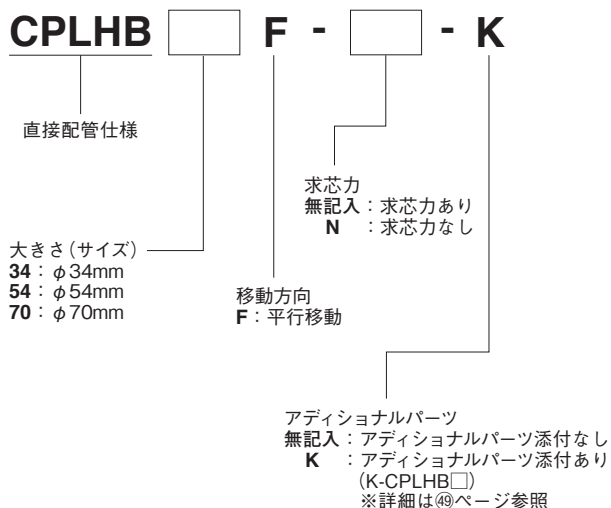 CPLHB □ F - □ - K
直接配管仕様
求芯力
無記入：求芯力あり
N ：求芯力なし
大きさ（サイズ）
34：φ34mm
54：φ54mm
70：φ70mm
移動方向
F：平行移動
アディショナルパーツ
無記入：アディショナルパーツ添付なし
K ：アディショナルパーツ添付あり
（K-CPLHB□）
※詳細は㊾ページ参照